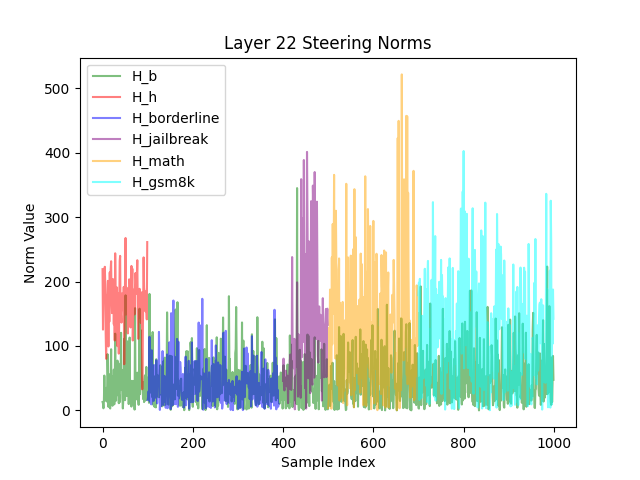 Layer 22 Steering Norms
H_b
H_h
H_borderline
H_jailbreak
H_math
H_gsm8k
Norm Value
500
400
300
200
100
0
0 200 400 600 800 1000
Sample Index